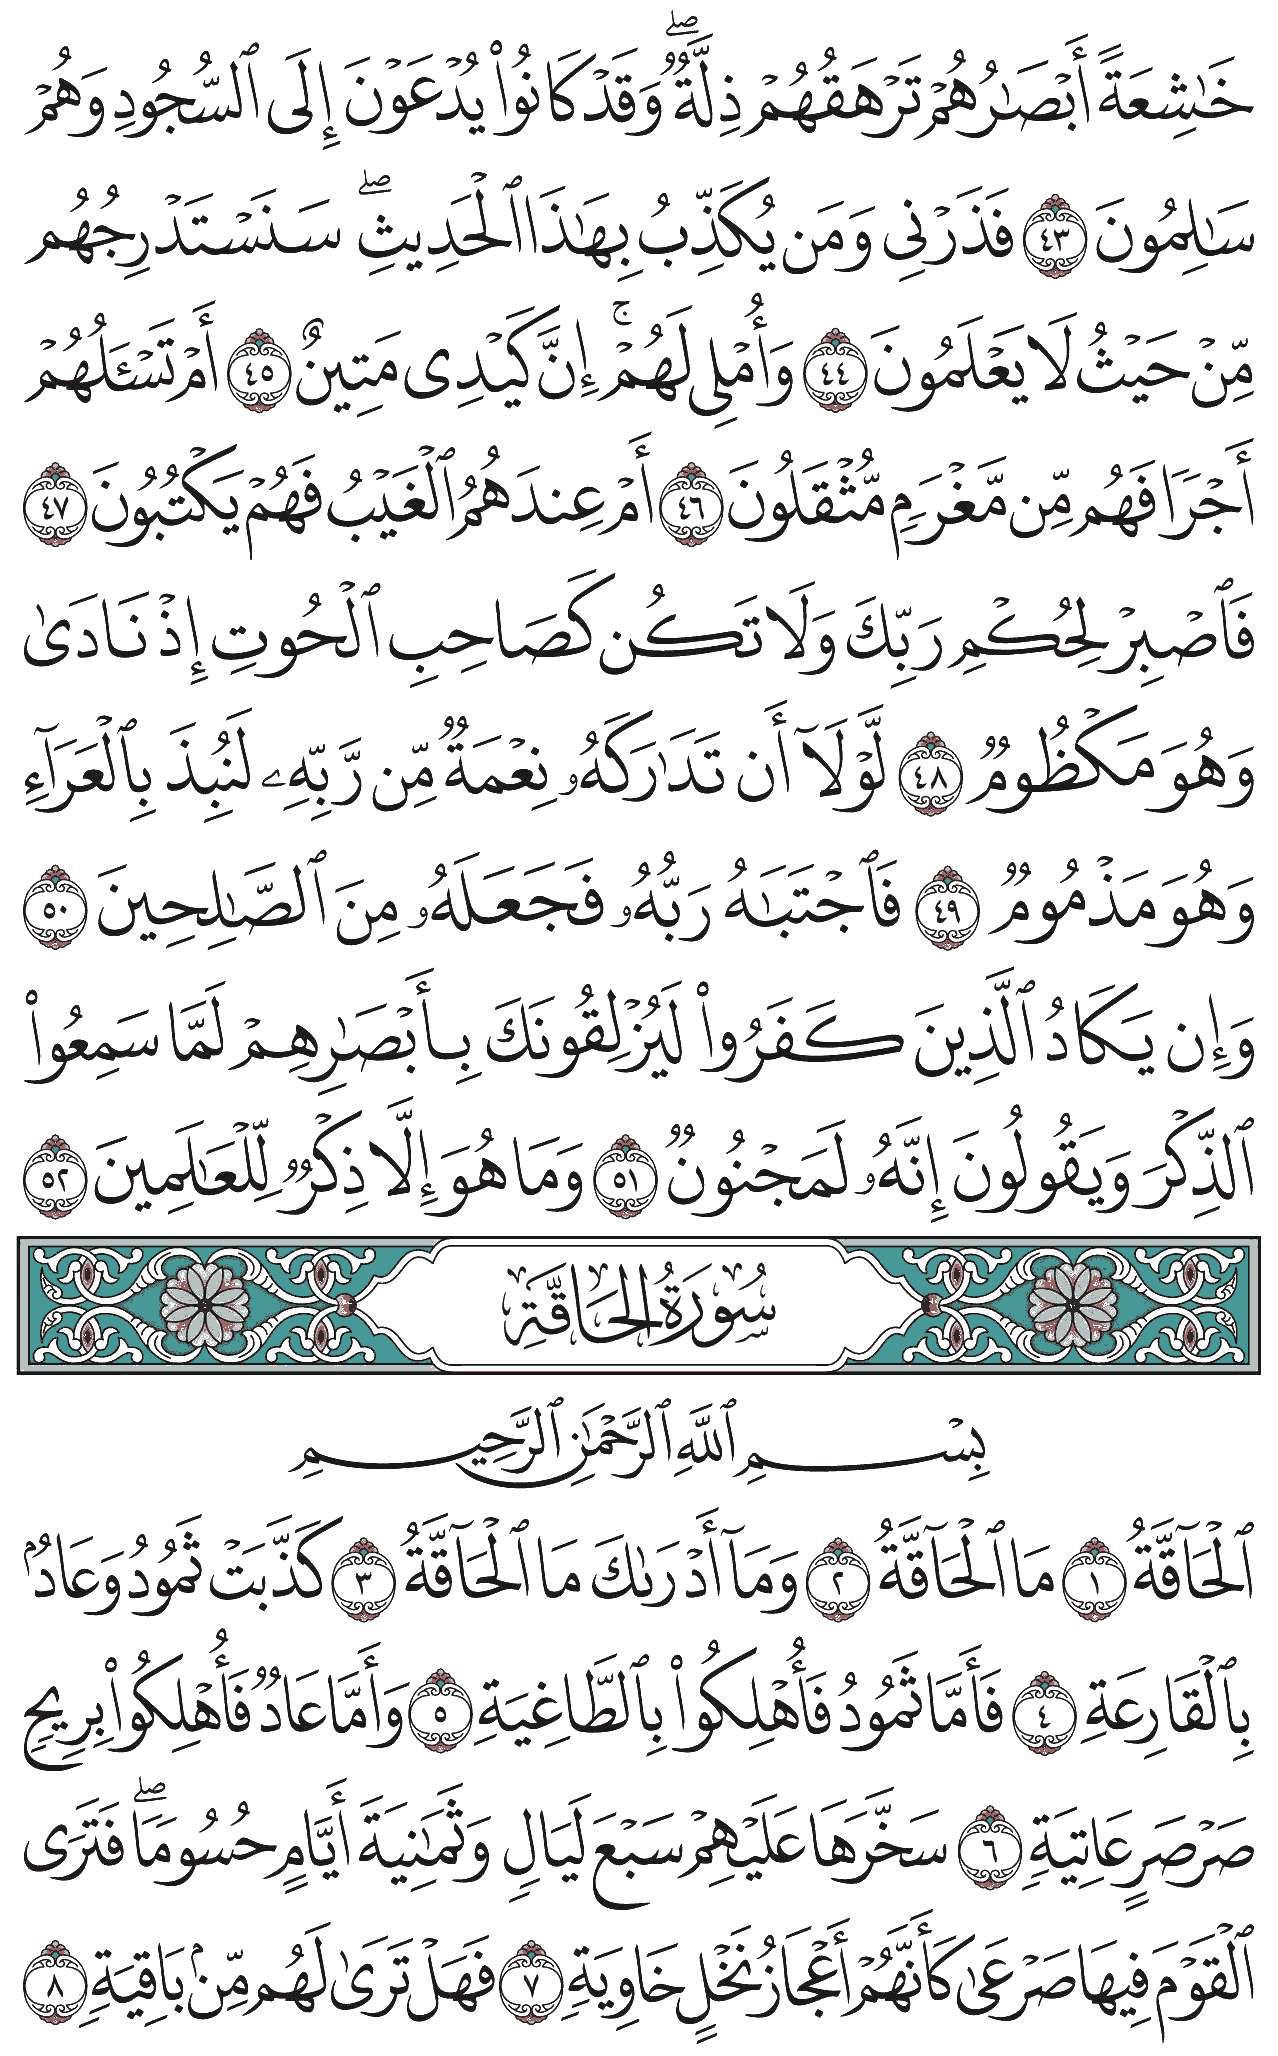 خَٰشِعَةً أَبْصَٰرُهُمْ تَرْهَقُهُمْ ذِلَّةٌ ۖ وَقَدْ كَانُوا۟ يُدْعَوْنَ إِلَى ٱلسُّجُودِ وَهُمْ
سَٰلِمُونَ ٤٣ فَذَرْنِى وَمَن يُكَذِّبُ بِهَٰذَا ٱلْحَدِيثِ ۖ سَنَسْتَدْرِجُهُم
مِّنْ حَيْثُ لَا يَعْلَمُونَ ٤٤ وَأُمْلِى لَهُمْ ۚ إِنَّ كَيْدِى مَتِينٌ ٤٥ أَمْ تَسْـَٔلُهُمْ
أَجْرًا فَهُم مِّن مَّغْرَمٍ مُّثْقَلُونَ ٤٦ أَمْ عِندَهُمُ ٱلْغَيْبُ فَهُمْ يَكْتُبُونَ ٤٧
فَٱصْبِرْ لِحُكْمِ رَبِّكَ وَلَا تَكُن كَصَاحِبِ ٱلْحُوتِ إِذْ نَادَىٰ
وَهُوَ مَكْظُومٌ ٤٨ لَّوْلَآ أَن تَدَٰرَكَهُۥ نِعْمَةٌ مِّن رَّبِّهِۦ لَنُبِذَ بِٱلْعَرَآءِ
وَهُوَ مَذْمُومٌ ٤٩ فَٱجْتَبَٰهُ رَبُّهُۥ فَجَعَلَهُۥ مِنَ ٱلصَّٰلِحِينَ ٥٠
وَإِن يَكَادُ ٱلَّذِينَ كَفَرُوا۟ لَيُزْلِقُونَكَ بِأَبْصَٰرِهِمْ لَمَّا سَمِعُوا۟
ٱلذِّكْرَ وَيَقُولُونَ إِنَّهُۥ لَمَجْنُونٌ ٥١ وَمَا هُوَ إِلَّا ذِكْرٌ لِّلْعَٰلَمِينَ ٥٢
سُورَةُ الحَاقَّةِ
بِسْمِ ٱللَّهِ ٱلرَّحْمَٰنِ ٱلرَّحِيمِ
ٱلْحَآقَّةُ ١ مَا ٱلْحَآقَّةُ ٢ وَمَآ أَدْرَىٰكَ مَا ٱلْحَآقَّةُ ٣ كَذَّبَتْ ثَمُودُ وَعَادُۢ
بِٱلْقَارِعَةِ ٤ فَأَمَّا ثَمُودُ فَأُهْلِكُوا۟ بِٱلطَّاغِيَةِ ٥ وَأَمَّا عَادٌ فَأُهْلِكُوا۟ بِرِيحٍ
صَرْصَرٍ عَاتِيَةٍ ٦ سَخَّرَهَا عَلَيْهِمْ سَبْعَ لَيَالٍ وَثَمَٰنِيَةَ أَيَّامٍ حُسُومًا ۖ فَتَرَى
ٱلْقَوْمَ فِيهَا صَرْعَىٰ كَأَنَّهُمْ أَعْجَازُ نَخْلٍ خَاوِيَةٍ ٧ فَهَلْ تَرَىٰ لَهُم مِّنۢ بَاقِيَةٍ ٨